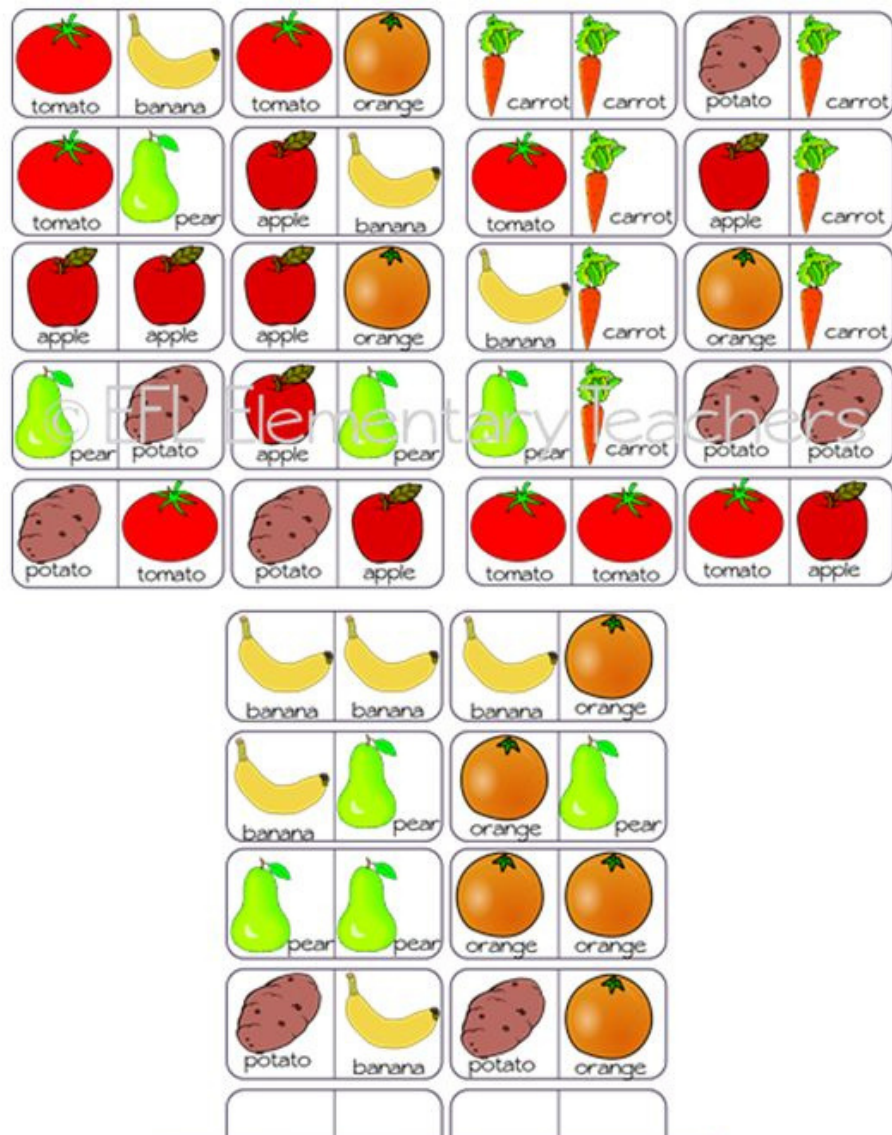 tomato banana tomato orange
carrot carrot potato carrot
tomato pear apple banana
tomato carrot apple carrot
apple apple apple orange
banana carrot orange carrot
© EFL Elementary Teachers
pear potato apple pear
pear carrot potato potato
potato tomato potato apple
tomato tomato tomato apple
banana banana banana orange
banana pear orange pear
pear pear orange orange
potato banana potato orange